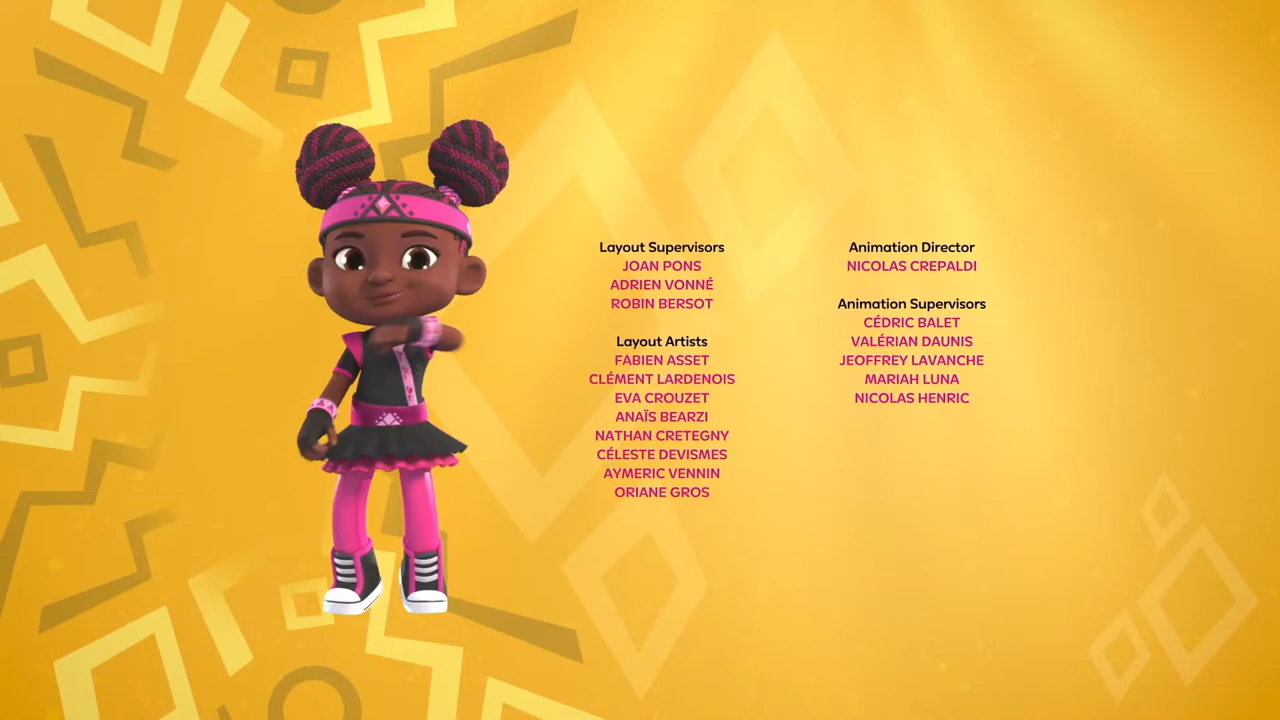 Layout Supervisors
JOAN PONS
ADRIEN VONNÉ
ROBIN BERSOT
Layout Artists
FABIEN ASSET
CLÉMENT LARDENOIS
EVA CROUZET
ANAÏS BEARZI
NATHAN CRETEGNY
CÉLESTE DEVISMES
AYMERIC VENNIN
ORIANE GROS
Animation Director
NICOLAS CREPALDI
Animation Supervisors
CÉDRIC BALET
VALÉRIAN DAUNIS
JEOFFREY LAVANCHE
MARIAH LUNA
NICOLAS HENRIC